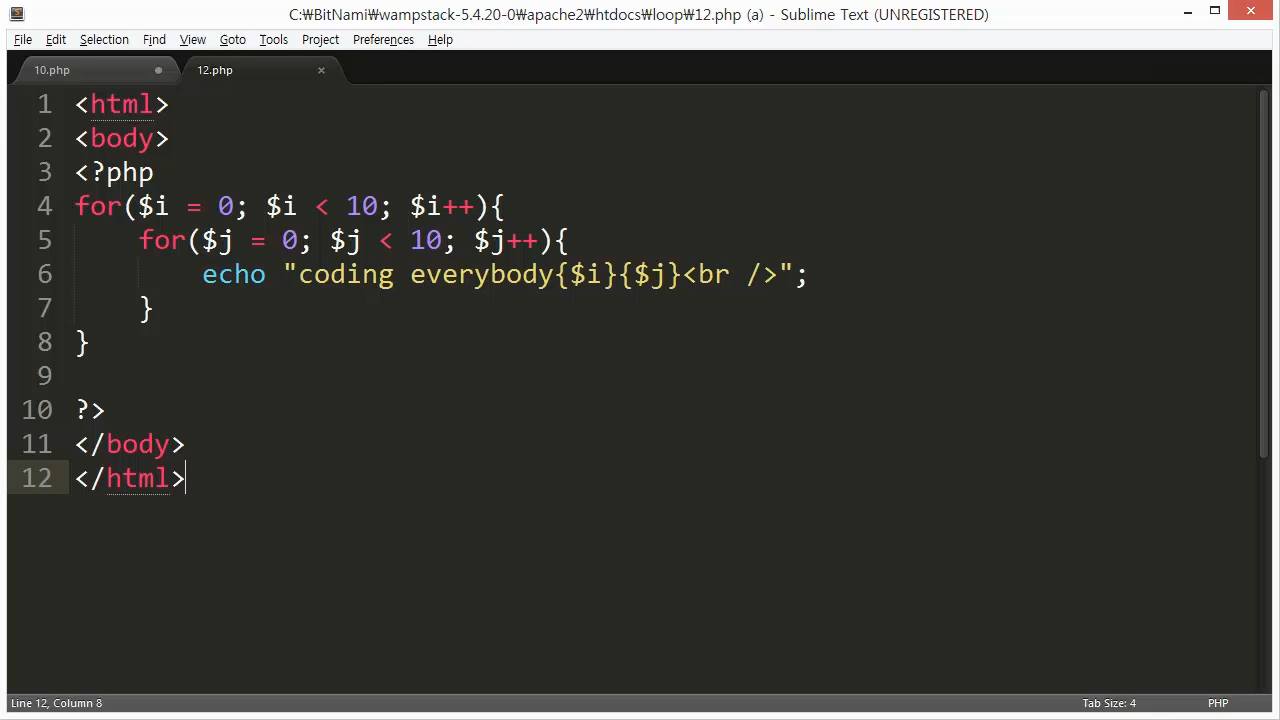 C:₩BitNami₩wampstack-5.4.20-0₩apache2₩htdocs₩loop₩12.php (a) - Sublime Text (UNREGISTERED)
File Edit Selection Find View Goto Tools Project Preferences Help
10.php 12.php
1 <html>
2 <body>
3 <?php
4 for($i = 0; $i < 10; $i++){
5     for($j = 0; $j < 10; $j++){
6         echo "coding everybody{$i}{$j}<br />";
7     }
8 }
9
10 ?>
11 </body>
12 </html>
Line 12, Column 8 Tab Size: 4 PHP